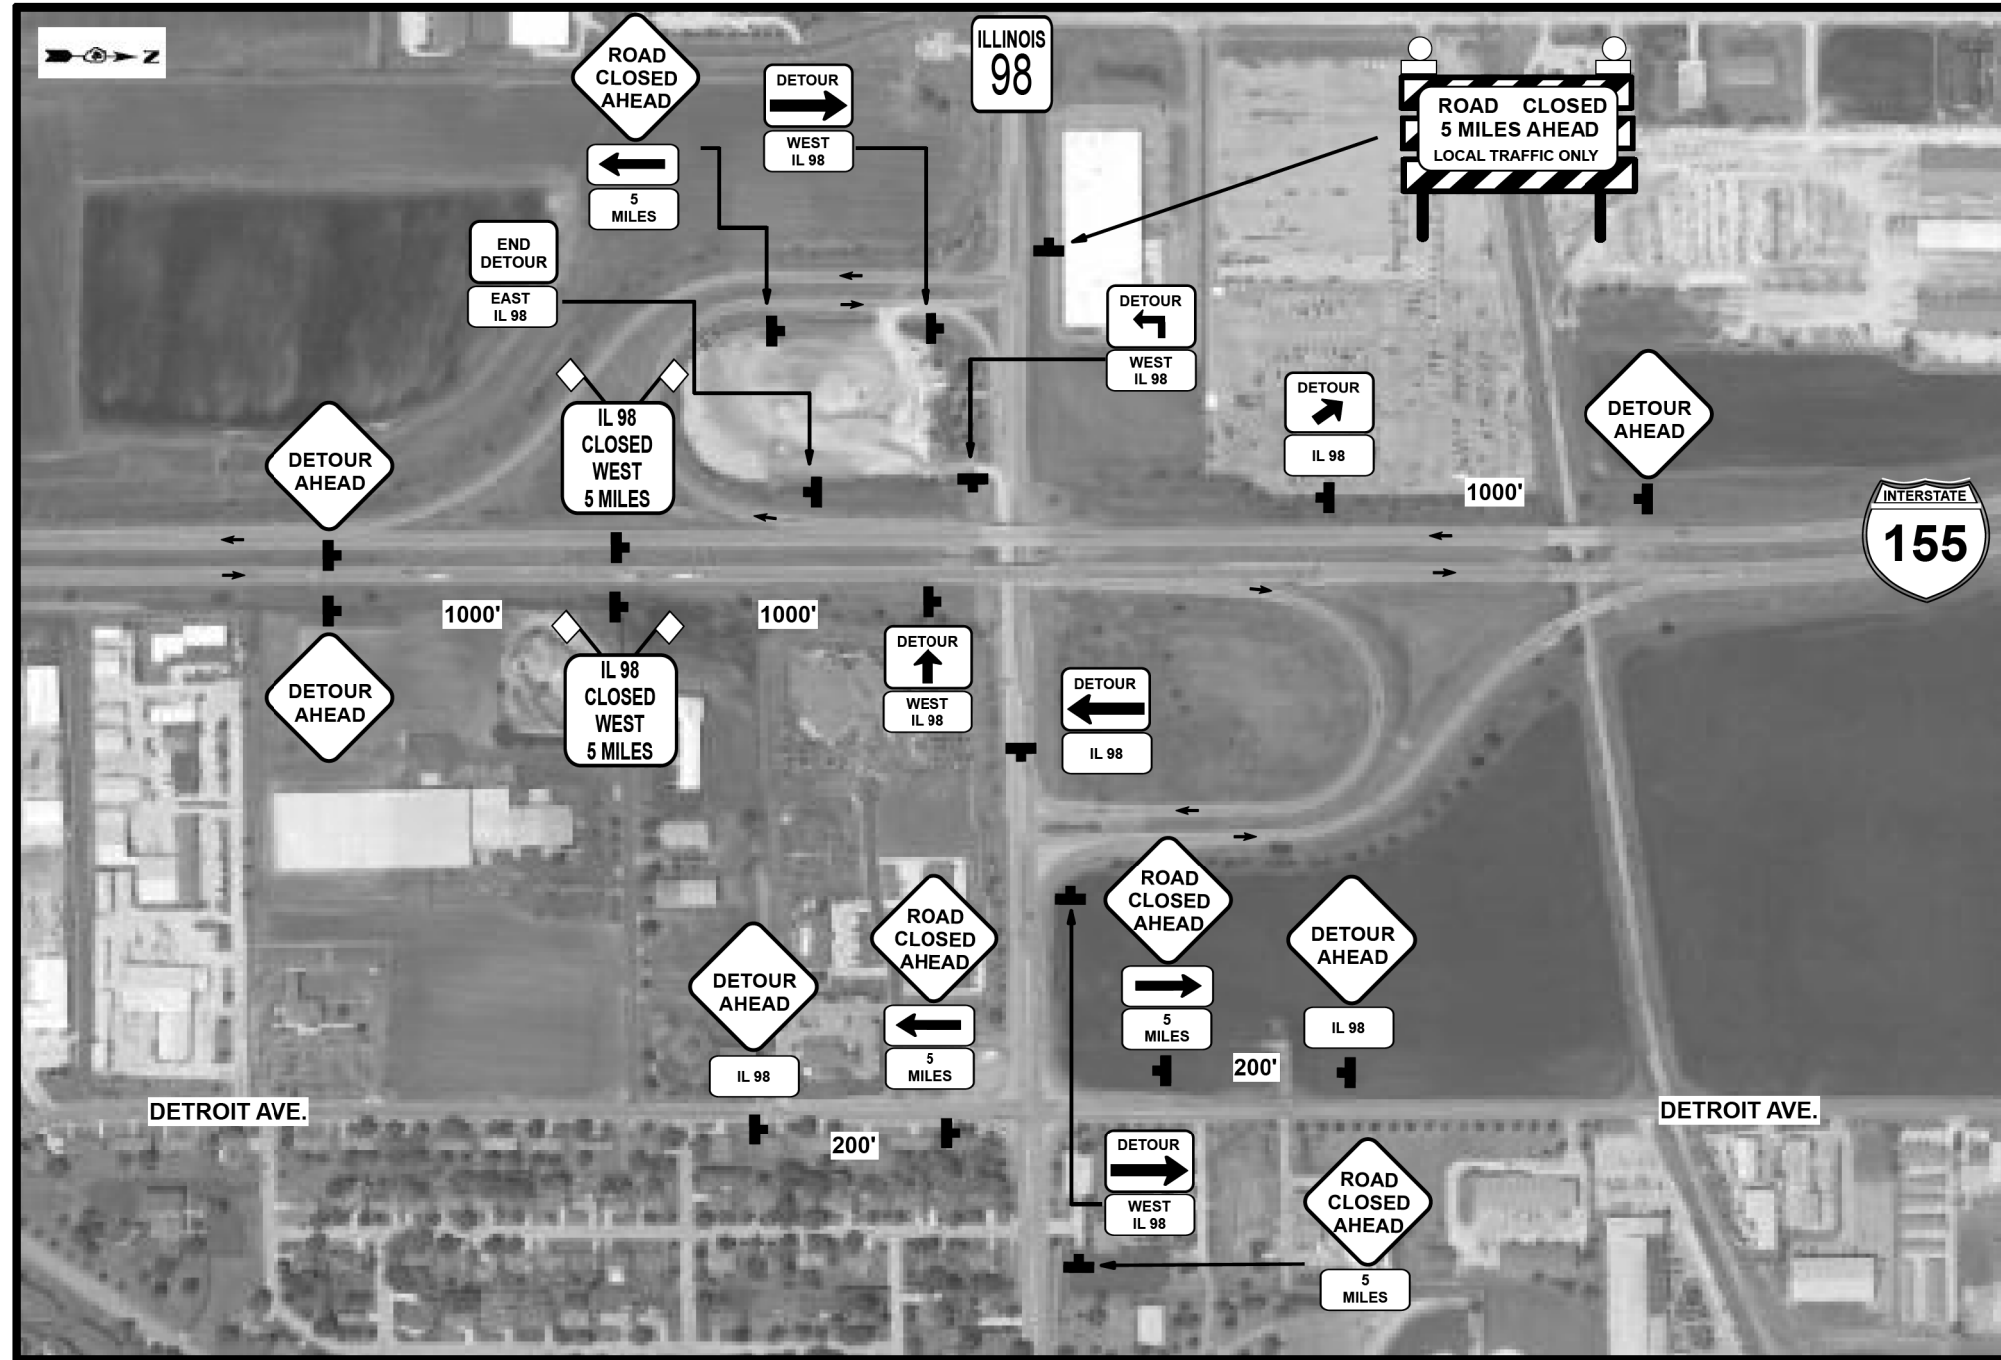 N
ROAD
CLOSED
AHEAD
5
MILES
DETOUR
WEST
IL 98
ILLINOIS
98
ROAD CLOSED
5 MILES AHEAD
LOCAL TRAFFIC ONLY
END
DETOUR
EAST
IL 98
DETOUR
WEST
IL 98
DETOUR
IL 98
1000'
DETOUR
AHEAD
INTERSTATE
155
DETOUR
AHEAD
IL 98
CLOSED
WEST
5 MILES
1000'
1000'
DETOUR
AHEAD
IL 98
CLOSED
WEST
5 MILES
DETOUR
WEST
IL 98
DETOUR
IL 98
DETOUR
AHEAD
IL 98
ROAD
CLOSED
AHEAD
5
MILES
ROAD
CLOSED
AHEAD
5
MILES
200'
DETOUR
AHEAD
IL 98
DETROIT AVE.
200'
DETROIT AVE.
DETOUR
WEST
IL 98
ROAD
CLOSED
AHEAD
5
MILES